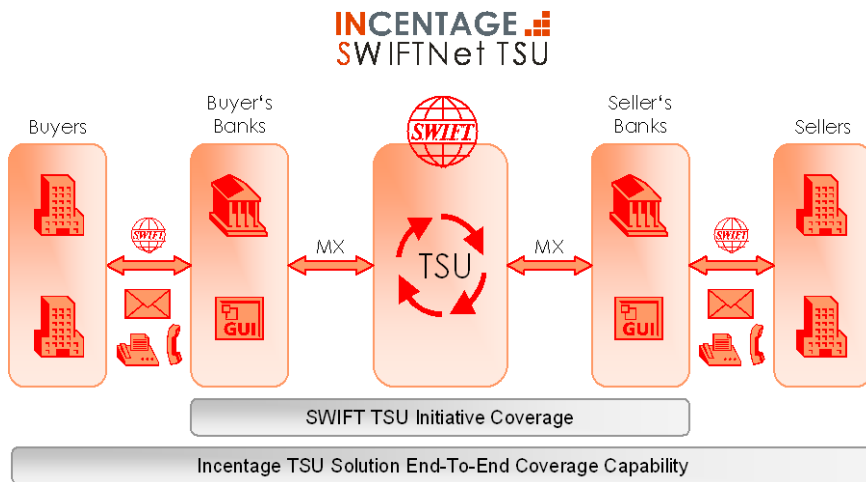 INCENTAGE
SWIFTNet TSU
Buyers
Buyer's
Banks
S.W.I.F.T.
Seller's
Banks
Sellers
SWIFT
MX
TSU
MX
SWIFT
GUI
GUI
SWIFT TSU Initiative Coverage
Incentage TSU Solution End-To-End Coverage Capability